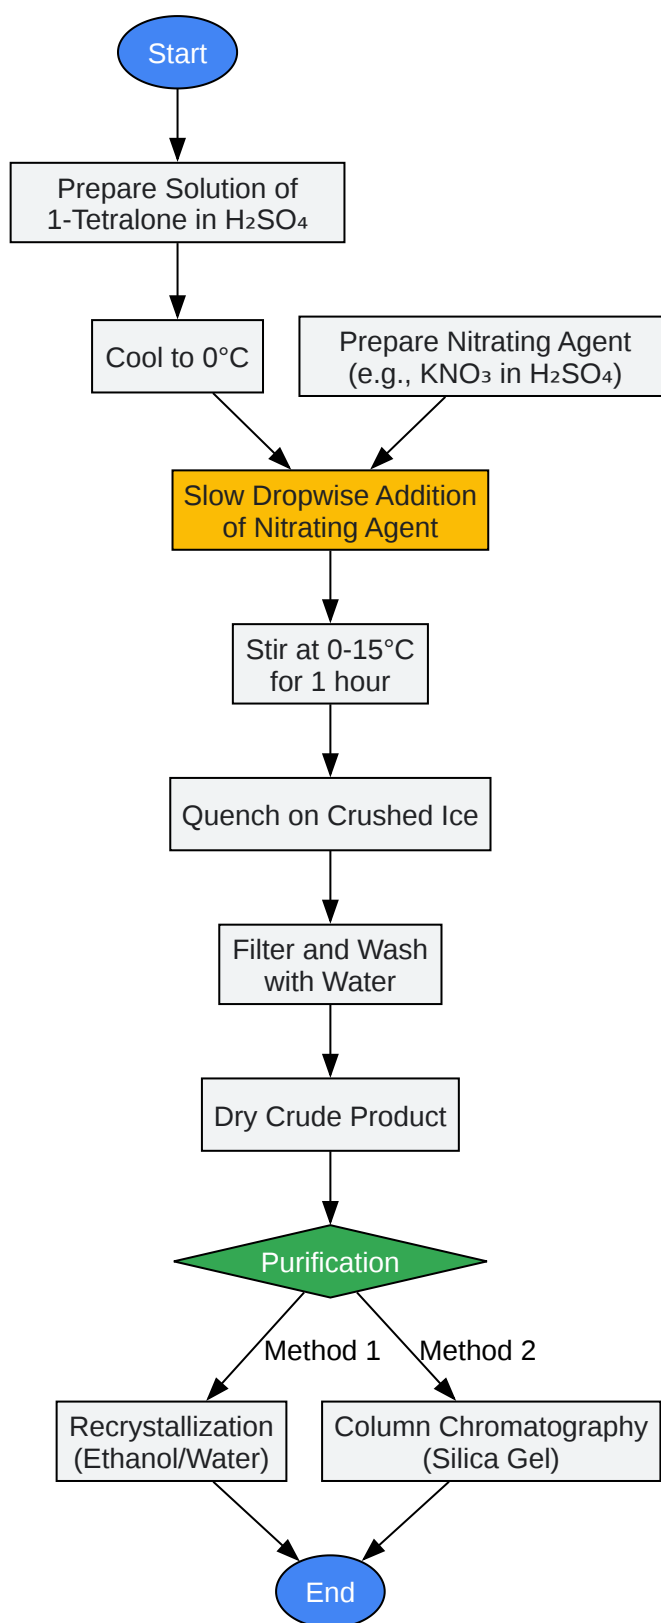 Start
Prepare Solution of
1-Tetralone in H₂SO₄
Cool to 0°C
Prepare Nitrating Agent
(e.g., KNO₃ in H₂SO₄)
Slow Dropwise Addition
of Nitrating Agent
Stir at 0-15°C
for 1 hour
Quench on Crushed Ice
Filter and Wash
with Water
Dry Crude Product
Purification
Method 1
Method 2
Recrystallization
(Ethanol/Water)
Column Chromatography
(Silica Gel)
End